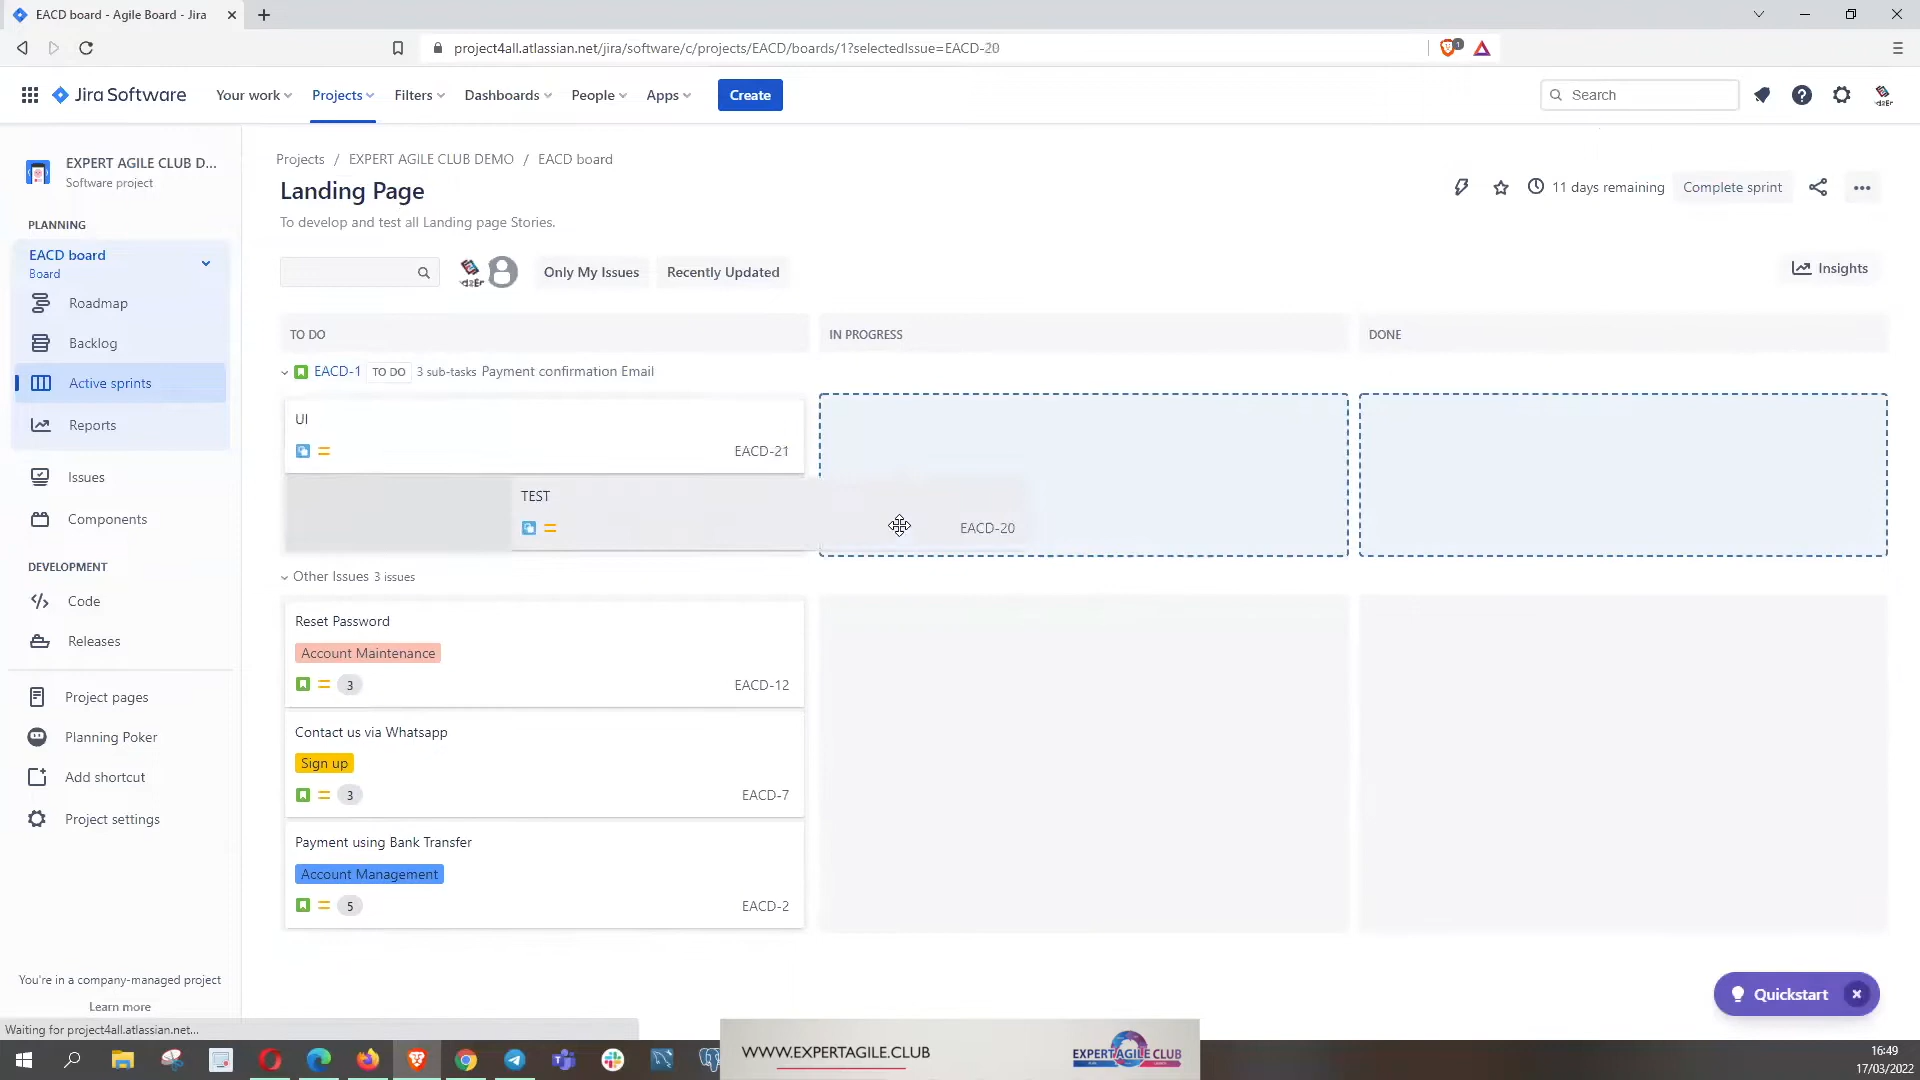 EACD board - Agile Board - Jira
project4all.atlassian.net/jira/software/c/projects/EACD/boards/1?selectedIssue=EACD-20
1
Jira Software
Your work
Projects
Filters
Dashboards
People
Apps
Create
Search
EXPERT AGILE CLUB D...
Software project
PLANNING
EACD board
Board
Roadmap
Backlog
Active sprints
Reports
Issues
Components
DEVELOPMENT
Code
Releases
Project pages
Planning Poker
Add shortcut
Project settings
You're in a company-managed project
Learn more
Projects / EXPERT AGILE CLUB DEMO / EACD board
Landing Page
11 days remaining
Complete sprint
To develop and test all Landing page Stories.
Only My Issues
Recently Updated
Insights
TO DO
IN PROGRESS
DONE
EACD-1 TO DO 3 sub-tasks Payment confirmation Email
UI
EACD-21
TEST
EACD-20
Other Issues 3 issues
Reset Password
Account Maintenance
3
EACD-12
Contact us via Whatsapp
Sign up
3
EACD-7
Payment using Bank Transfer
Account Management
5
EACD-2
Quickstart
Waiting for project4all.atlassian.net...
WWW.EXPERTAGILE.CLUB
EXPERT AGILE CLUB
16:49
17/03/2022